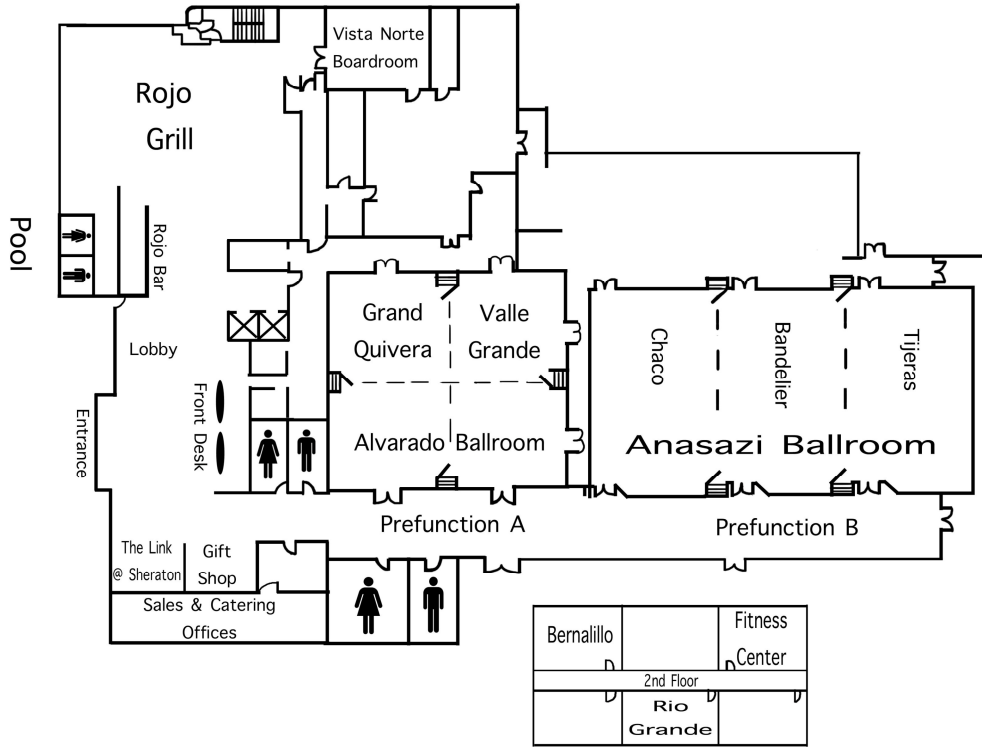 Vista Norte
Boardroom
Rojo
Grill
Pool
Rojo Bar
Lobby
Grand
Quivera
Valle
Grande
Chaco
Bandelier
Tijeras
Front Desk
Entrance
Alvarado Ballroom
Anasazi Ballroom
Prefunction A
Prefunction B
The Link
@ Sheraton
Gift
Shop
Sales & Catering
Offices
Bernalillo
Fitness
Center
2nd Floor
Rio
Grande